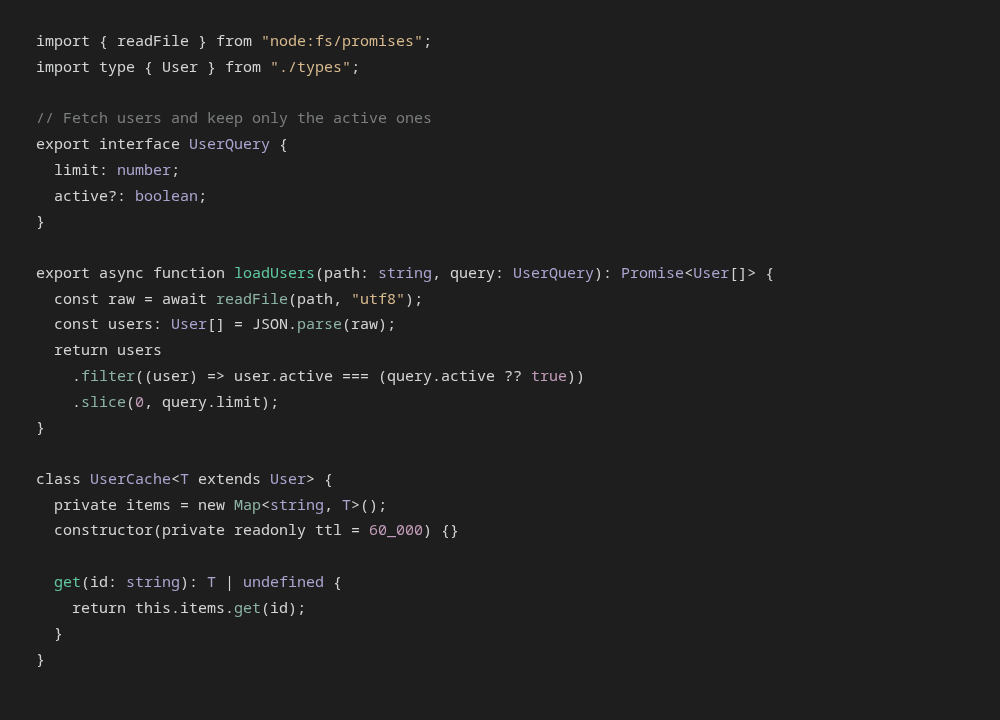 import { readFile } from "node:fs/promises";
import type { User } from "./types";

// Fetch users and keep only the active ones
export interface UserQuery {
  limit: number;
  active?: boolean;
}

export async function loadUsers(path: string, query: UserQuery): Promise<User[]> {
  const raw = await readFile(path, "utf8");
  const users: User[] = JSON.parse(raw);
  return users
    .filter((user) => user.active === (query.active ?? true))
    .slice(0, query.limit);
}

class UserCache<T extends User> {
  private items = new Map<string, T>();
  constructor(private readonly ttl = 60_000) {}

  get(id: string): T | undefined {
    return this.items.get(id);
  }
}